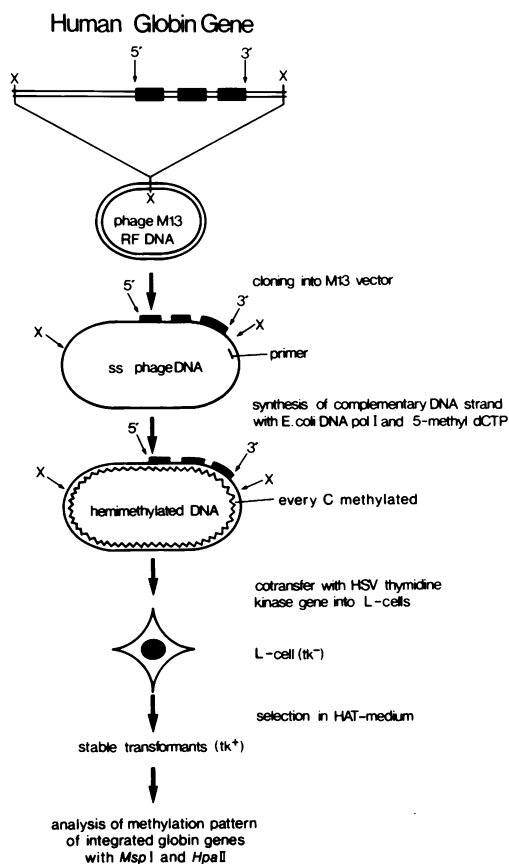 Human Globin Gene
5′ 3′
X X
X
phage M13
RF DNA
cloning into M13 vector
5′ 3′
X X
primer
ss phage DNA
synthesis of complementary DNA strand
with E. coli DNA pol I and 5-methyl dCTP
5′ 3′
X X
every C methylated
hemimethylated DNA
cotransfer with HSV thymidine
kinase gene into L-cells
L-cell (tk⁻)
selection in HAT-medium
stable transformants (tk⁺)
analysis of methylation pattern
of integrated globin genes
with MspI and HpaII